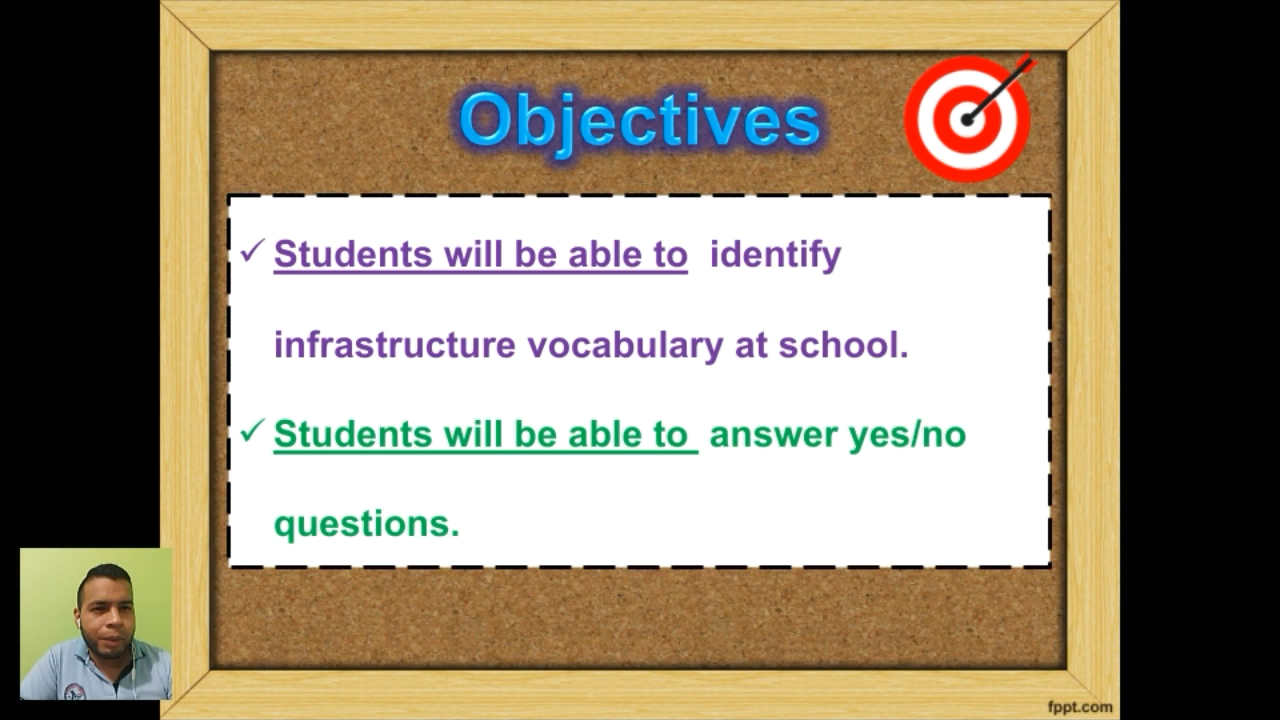 Objectives
✓ Students will be able to identify
infrastructure vocabulary at school.
✓ Students will be able to answer yes/no
questions.
fppt.com